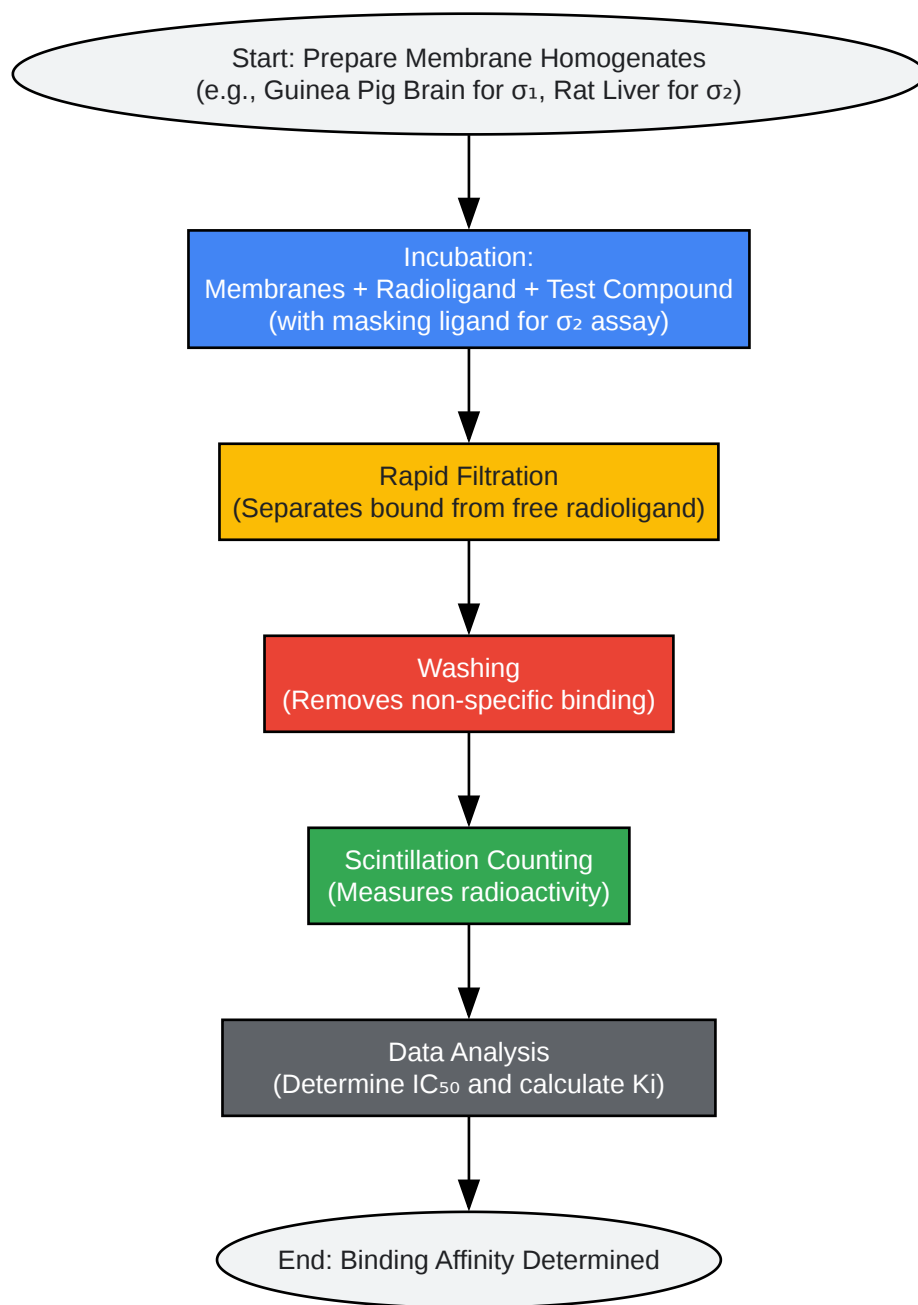 Start: Prepare Membrane Homogenates
(e.g., Guinea Pig Brain for σ₁, Rat Liver for σ₂)
Incubation:
Membranes + Radioligand + Test Compound
(with masking ligand for σ₂ assay)
Rapid Filtration
(Separates bound from free radioligand)
Washing
(Removes non-specific binding)
Scintillation Counting
(Measures radioactivity)
Data Analysis
(Determine IC₅₀ and calculate Ki)
End: Binding Affinity Determined